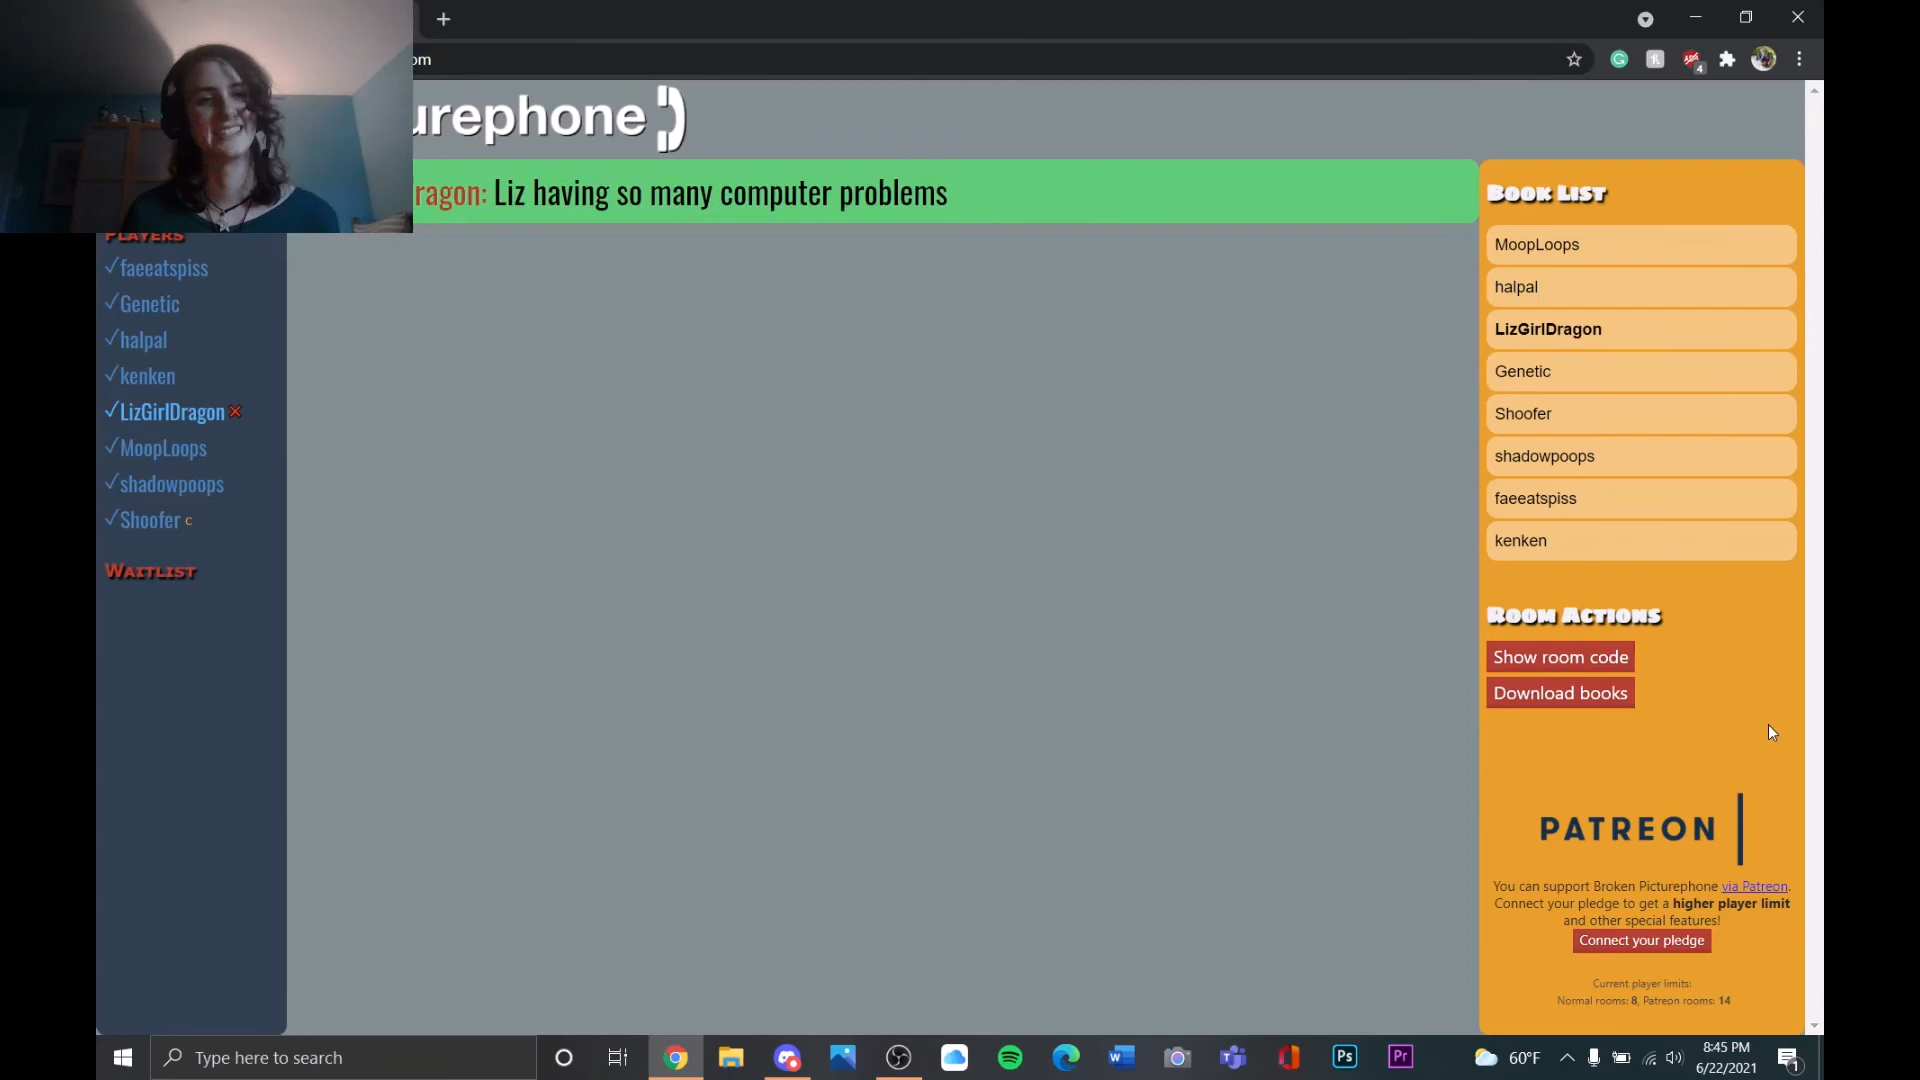 om
urephone
ragon: Liz having so many computer problems
Players
✓faeeatspiss
✓Genetic
✓halpal
✓kenken
✓LizGirlDragon ✕
✓MoopLoops
✓shadowpoops
✓Shoofer c
Waitlist
Book List
MoopLoops
halpal
LizGirlDragon
Genetic
Shoofer
shadowpoops
faeeatspiss
kenken
Room Actions
Show room code
Download books
PATREON
You can support Broken Picturephone via Patreon.
Connect your pledge to get a higher player limit
and other special features!
Connect your pledge
Current player limits:
Normal rooms: 8, Patreon rooms: 14
Type here to search
Ps
Pr
60°F
8:45 PM
6/22/2021
1
4